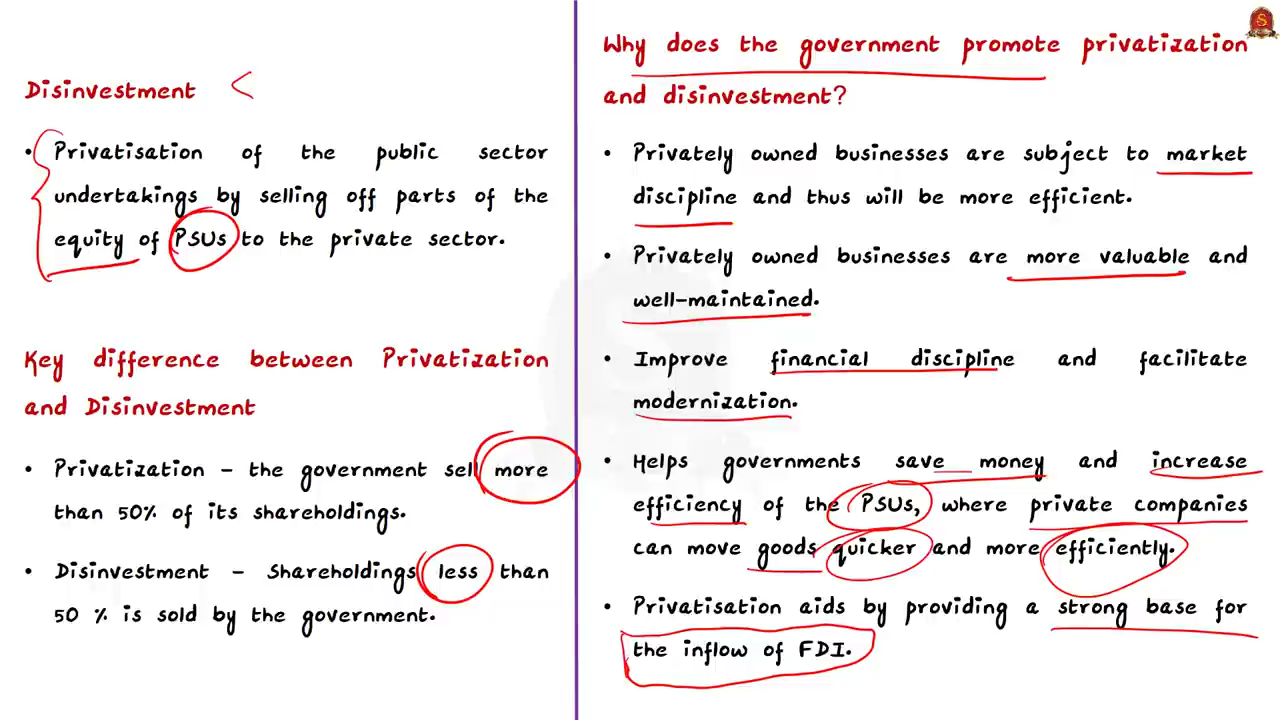 Disinvestment <
• Privatisation of the public sector
undertakings by selling off parts of the
equity of PSUs to the private sector.
Key difference between Privatization
and Disinvestment
• Privatization – the government sell more
than 50% of its shareholdings.
• Disinvestment – Shareholdings less than
50 % is sold by the government.
Why does the government promote privatization
and disinvestment?
• Privately owned businesses are subject to market
discipline and thus will be more efficient.
• Privately owned businesses are more valuable and
well-maintained.
• Improve financial discipline and facilitate
modernization.
• Helps governments save money and increase
efficiency of the PSUs, where private companies
can move goods quicker and more efficiently.
• Privatisation aids by providing a strong base for
the inflow of FDI.